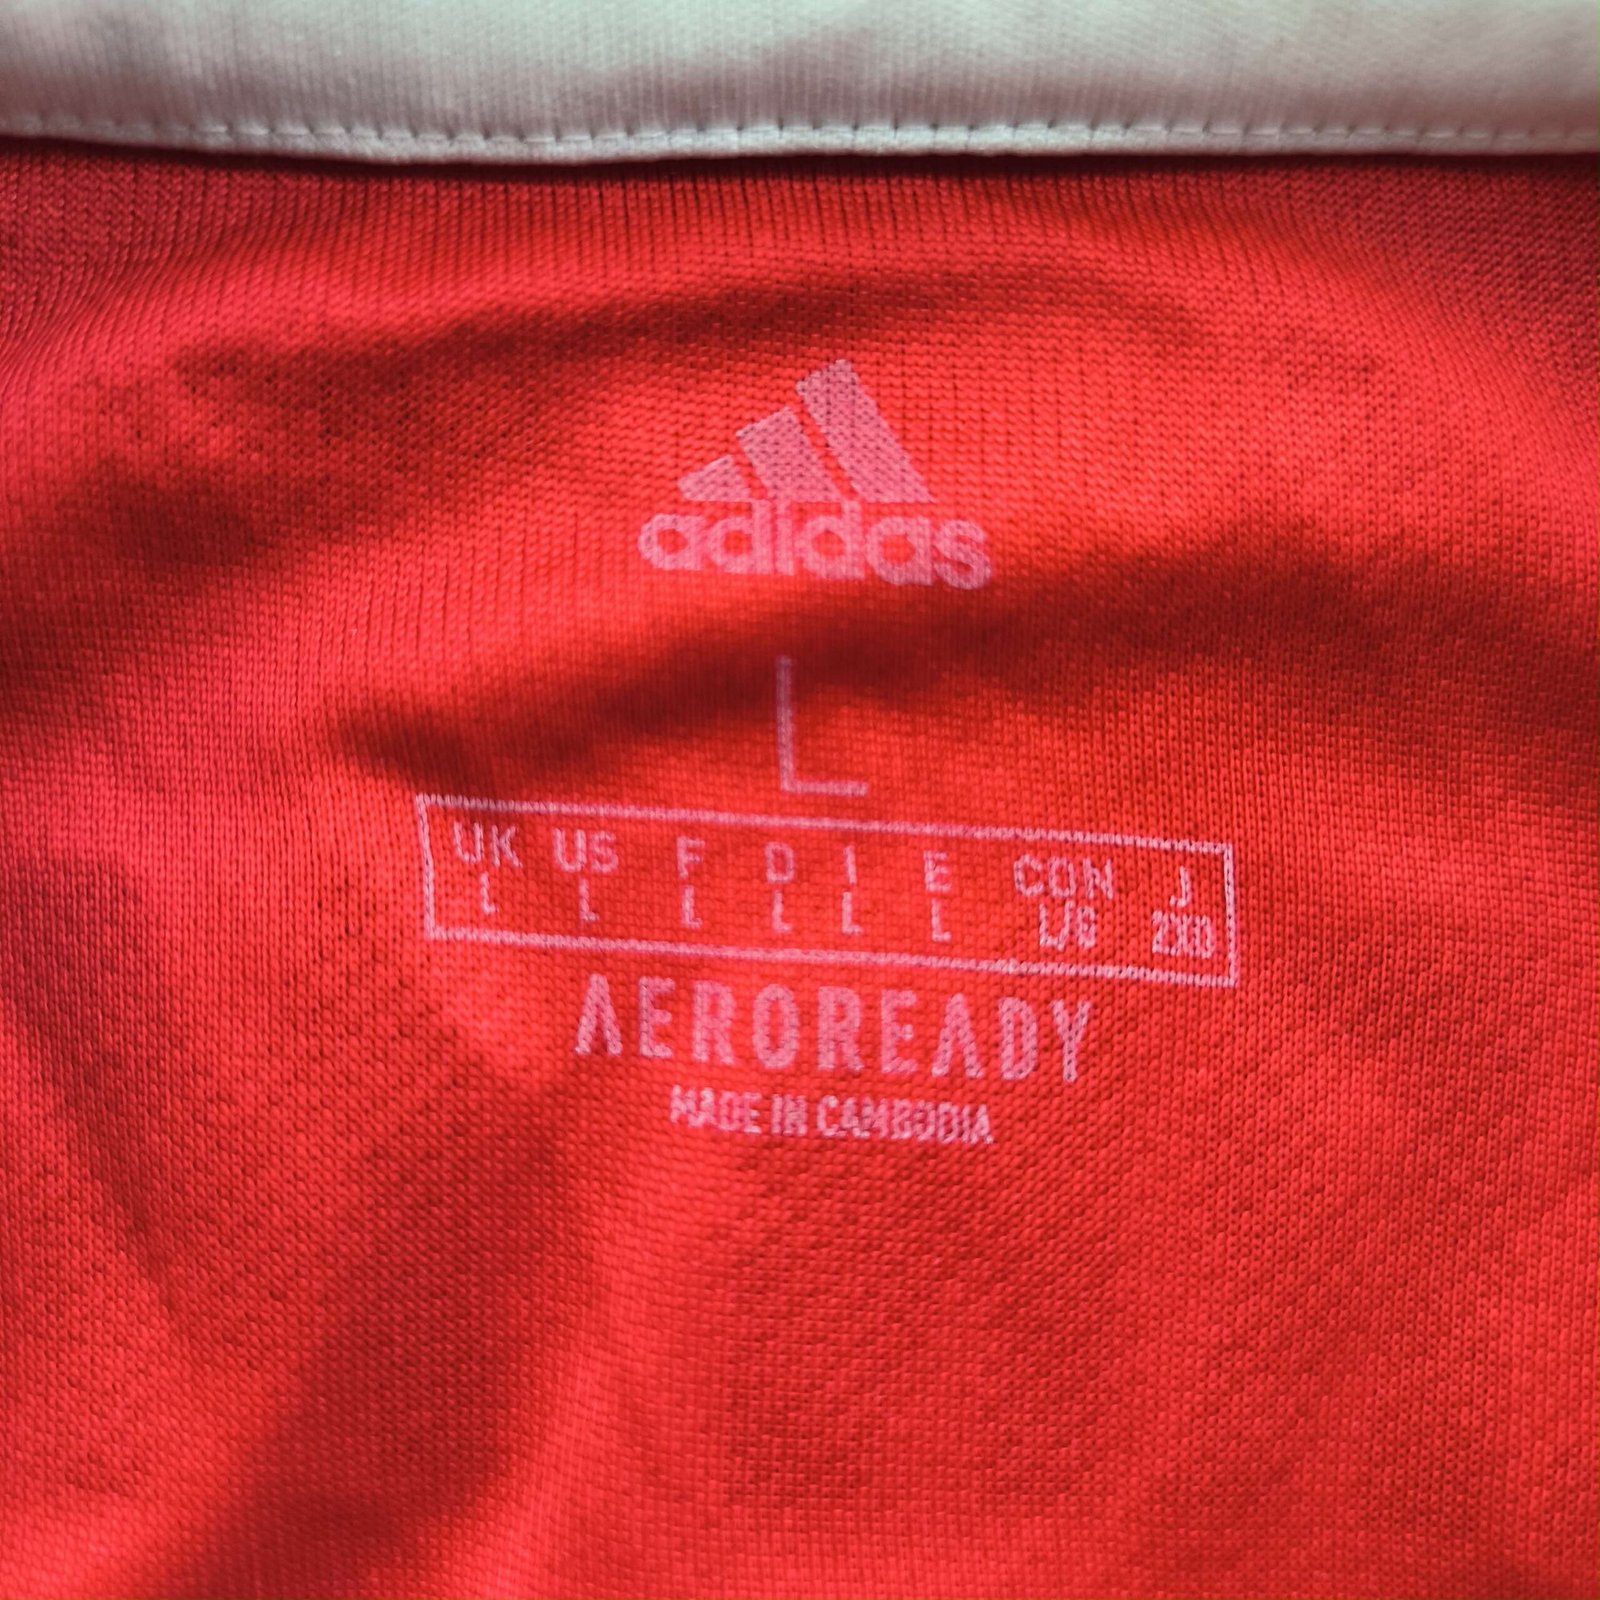 adidas
L
UK US F D I E CON J
L L L L L L L/G 2XO
AEROREADY
MADE IN CAMBODIA